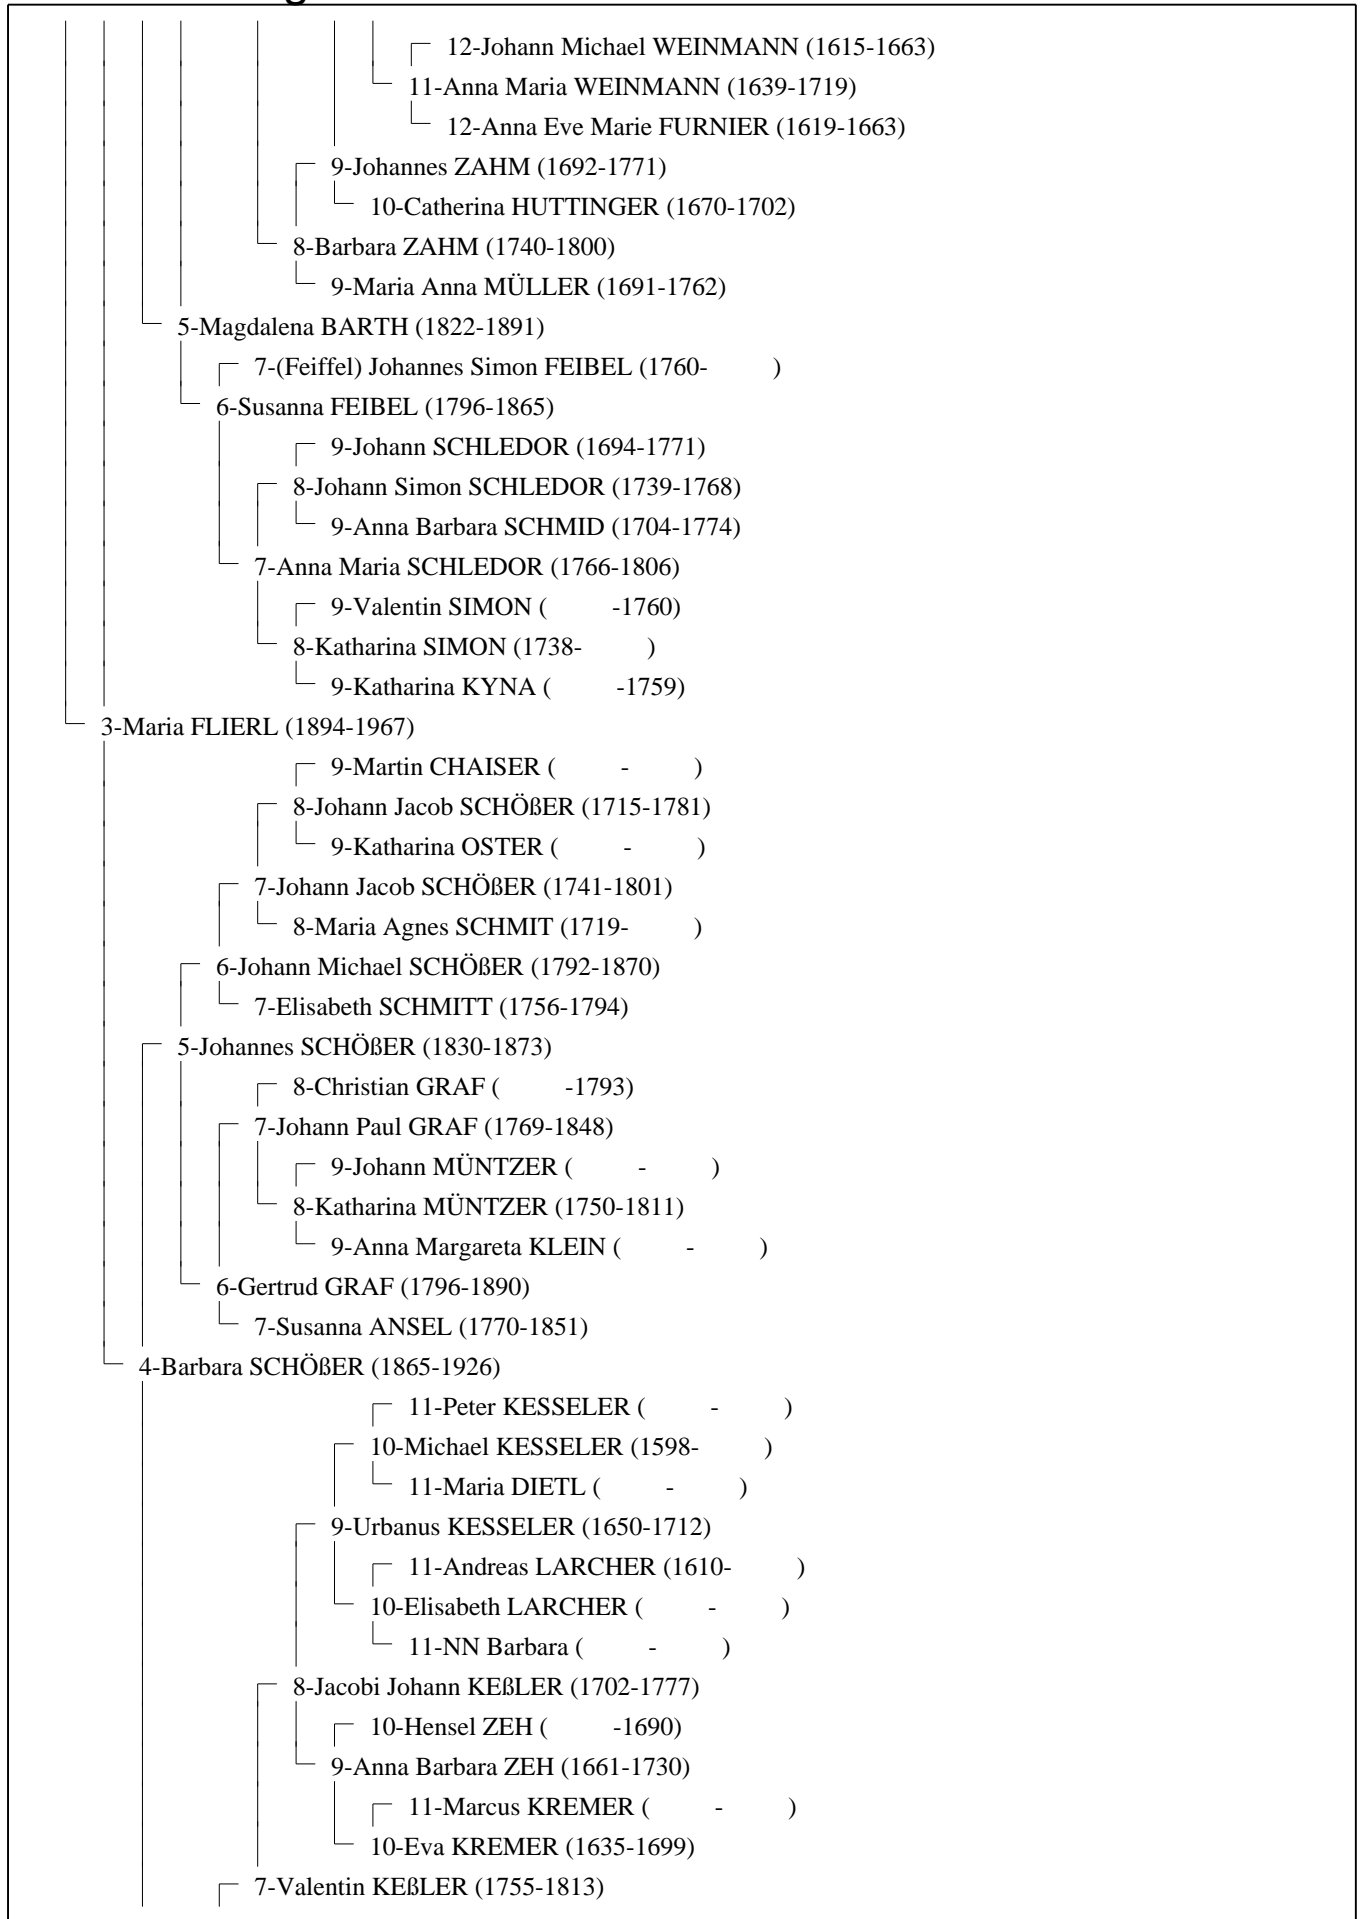 12-Johann Michael WEINMANN (1615-1663)
11-Anna Maria WEINMANN (1639-1719)
12-Anna Eve Marie FURNIER (1619-1663)
9-Johannes ZAHM (1692-1771)
10-Catherina HUTTINGER (1670-1702)
8-Barbara ZAHM (1740-1800)
9-Maria Anna MÜLLER (1691-1762)
5-Magdalena BARTH (1822-1891)
7-(Feiffel) Johannes Simon FEIBEL (1760-          )
6-Susanna FEIBEL (1796-1865)
9-Johann SCHLEDOR (1694-1771)
8-Johann Simon SCHLEDOR (1739-1768)
9-Anna Barbara SCHMID (1704-1774)
7-Anna Maria SCHLEDOR (1766-1806)
9-Valentin SIMON (          -1760)
8-Katharina SIMON (1738-          )
9-Katharina KYNA (          -1759)
3-Maria FLIERL (1894-1967)
9-Martin CHAISER (          -          )
8-Johann Jacob SCHÖßER (1715-1781)
9-Katharina OSTER (          -          )
7-Johann Jacob SCHÖßER (1741-1801)
8-Maria Agnes SCHMIT (1719-          )
6-Johann Michael SCHÖßER (1792-1870)
7-Elisabeth SCHMITT (1756-1794)
5-Johannes SCHÖßER (1830-1873)
8-Christian GRAF (          -1793)
7-Johann Paul GRAF (1769-1848)
9-Johann MÜNTZER (          -          )
8-Katharina MÜNTZER (1750-1811)
9-Anna Margareta KLEIN (          -          )
6-Gertrud GRAF (1796-1890)
7-Susanna ANSEL (1770-1851)
4-Barbara SCHÖßER (1865-1926)
11-Peter KESSELER (          -          )
10-Michael KESSELER (1598-          )
11-Maria DIETL (          -          )
9-Urbanus KESSELER (1650-1712)
11-Andreas LARCHER (1610-          )
10-Elisabeth LARCHER (          -          )
11-NN Barbara (          -          )
8-Jacobi Johann KEßLER (1702-1777)
10-Hensel ZEH (          -1690)
9-Anna Barbara ZEH (1661-1730)
11-Marcus KREMER (          -          )
10-Eva KREMER (1635-1699)
7-Valentin KEßLER (1755-1813)